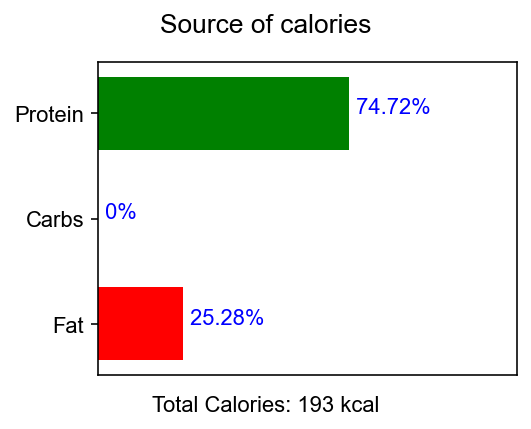 Source of calories
Protein
74.72%
Carbs
0%
Fat
25.28%
Total Calories: 193 kcal